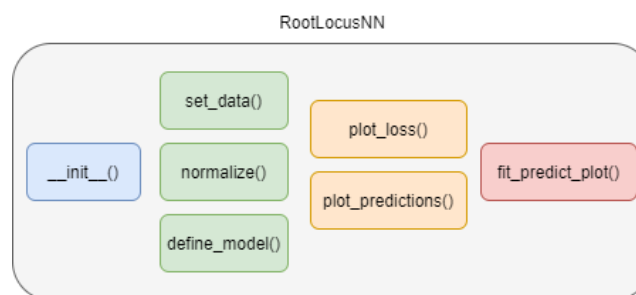 RootLocusNN
__init__()
set_data()
normalize()
define_model()
plot_loss()
plot_predictions()
fit_predict_plot()